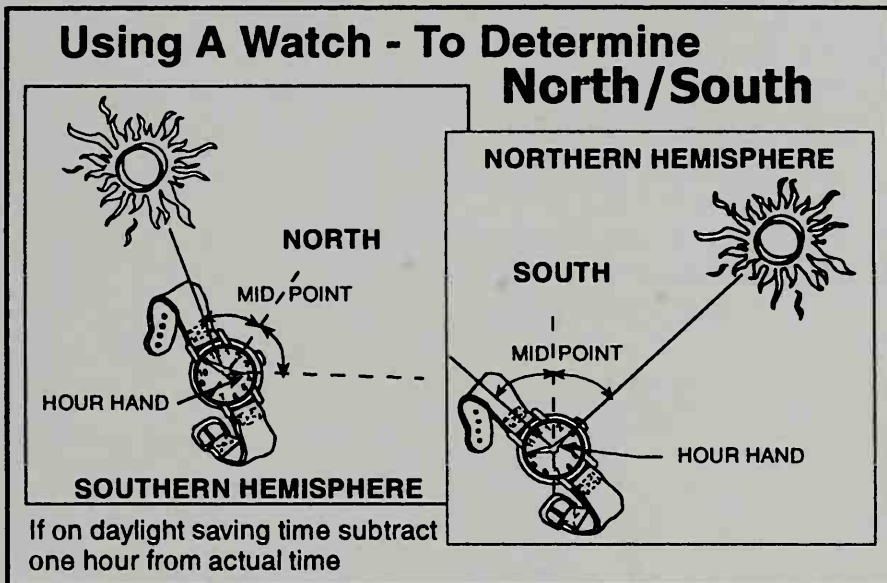 Using A Watch - To Determine
North/South
NORTH
MID POINT
HOUR HAND
SOUTHERN HEMISPHERE
NORTHERN HEMISPHERE
SOUTH
MID POINT
HOUR HAND
If on daylight saving time subtract
one hour from actual time